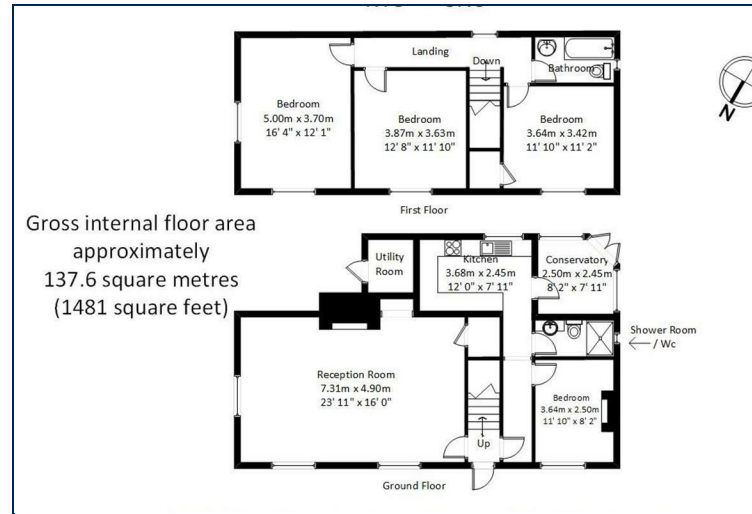 Landing
Down
Bathroom
Bedroom
5.00m x 3.70m
16' 4" x 12' 1"
Bedroom
3.87m x 3.63m
12' 8" x 11' 10"
Bedroom
3.64m x 3.42m
11' 10" x 11' 2"
First Floor
N
Gross internal floor area
approximately
137.6 square metres
(1481 square feet)
Utility
Room
Kitchen
3.68m x 2.45m
12' 0" x 7' 11"
Conservatory
2.50m x 2.45m
8' 2" x 7' 11"
Shower Room
/ Wc
Reception Room
7.31m x 4.90m
23' 11" x 16' 0"
Bedroom
3.64m x 2.50m
11' 10" x 8' 2"
Up
Ground Floor